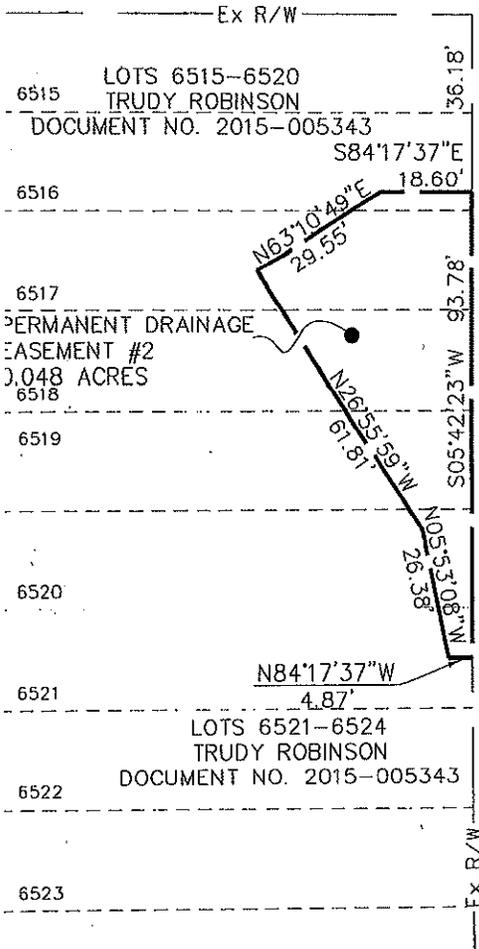 Ex R/W
36.18'
LOTS 6515-6520
TRUDY ROBINSON
DOCUMENT NO. 2015-005343
6515
S84°17'37"E
18.60'
6516
N63°10'49"E
29.55'
6517
93.78'
S05°42'23"W
PERMANENT DRAINAGE
EASEMENT #2
0.048 ACRES
6518
N26°55'59"W
61.81'
6519
N05°53'08"W
26.38'
6520
N84°17'37"W
4.87'
6521
LOTS 6521-6524
TRUDY ROBINSON
DOCUMENT NO. 2015-005343
6522
Ex R/W
6523